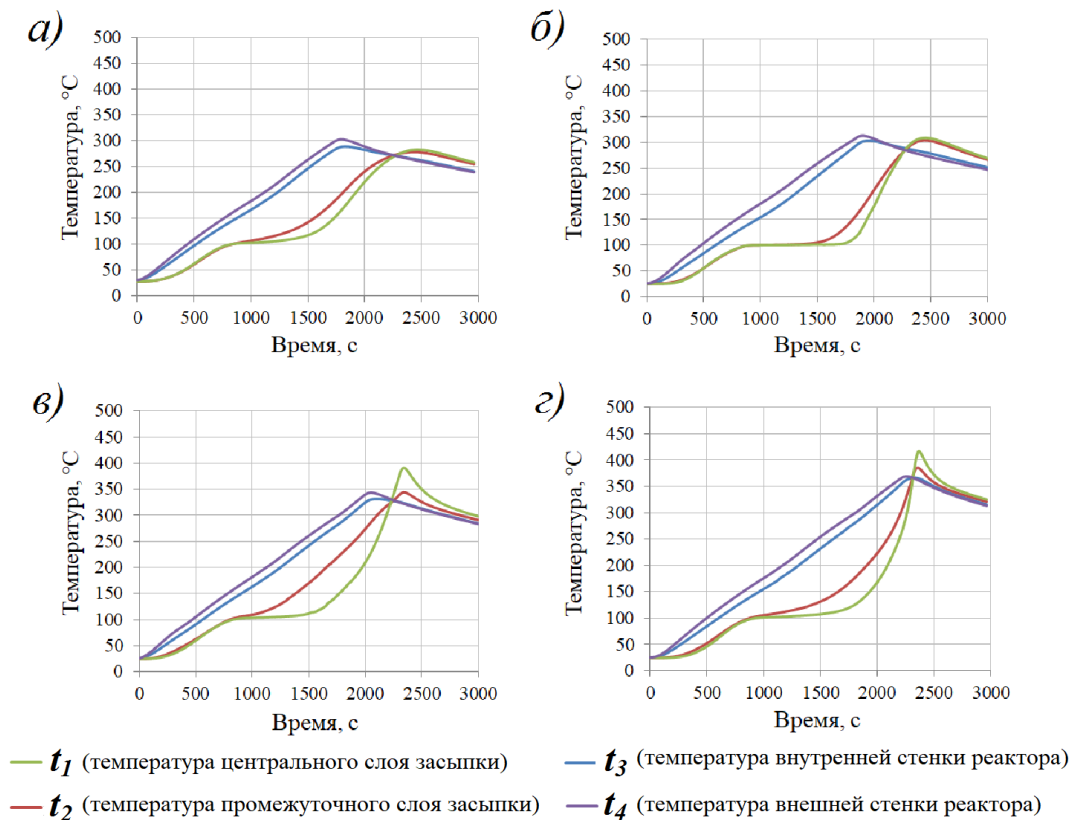 а)
500
450
400
350
300
250
200
150
100
50
0
Температура, °C
0 500 1000 1500 2000 2500 3000
Время, с
б)
500
450
400
350
300
250
200
150
100
50
0
Температура, °C
0 500 1000 1500 2000 2500 3000
Время, с
в)
500
450
400
350
300
250
200
150
100
50
0
Температура, °C
0 500 1000 1500 2000 2500 3000
Время, с
г)
500
450
400
350
300
250
200
150
100
50
0
Температура, °C
0 500 1000 1500 2000 2500 3000
Время, с
t1 (температура центрального слоя засыпки)
t3 (температура внутренней стенки реактора)
t2 (температура промежуточного слоя засыпки)
t4 (температура внешней стенки реактора)